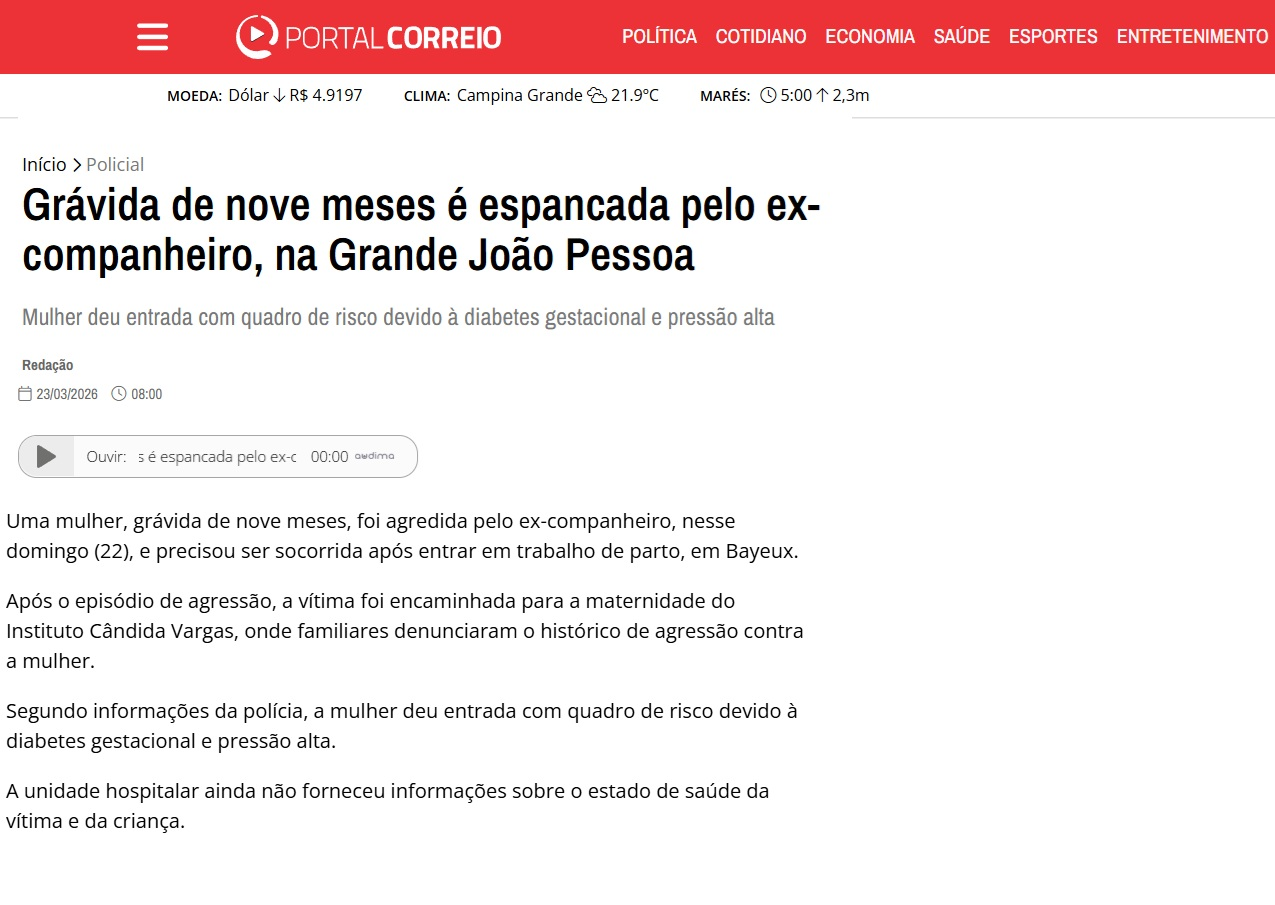 PORTAL CORREIO
POLÍTICA COTIDIANO ECONOMIA SAÚDE ESPORTES ENTRETENIMENTO
MOEDA: Dólar ↓ R$ 4.9197 CLIMA: Campina Grande 21.9ºC MARÉS: 5:00 ↑ 2,3m
Início > Policial
Grávida de nove meses é espancada pelo ex-
companheiro, na Grande João Pessoa
Mulher deu entrada com quadro de risco devido à diabetes gestacional e pressão alta
Redação
23/03/2026 08:00
Ouvir: s é espancada pelo ex-c 00:00 audima
Uma mulher, grávida de nove meses, foi agredida pelo ex-companheiro, nesse
domingo (22), e precisou ser socorrida após entrar em trabalho de parto, em Bayeux.
Após o episódio de agressão, a vítima foi encaminhada para a maternidade do
Instituto Cândida Vargas, onde familiares denunciaram o histórico de agressão contra
a mulher.
Segundo informações da polícia, a mulher deu entrada com quadro de risco devido à
diabetes gestacional e pressão alta.
A unidade hospitalar ainda não forneceu informações sobre o estado de saúde da
vítima e da criança.